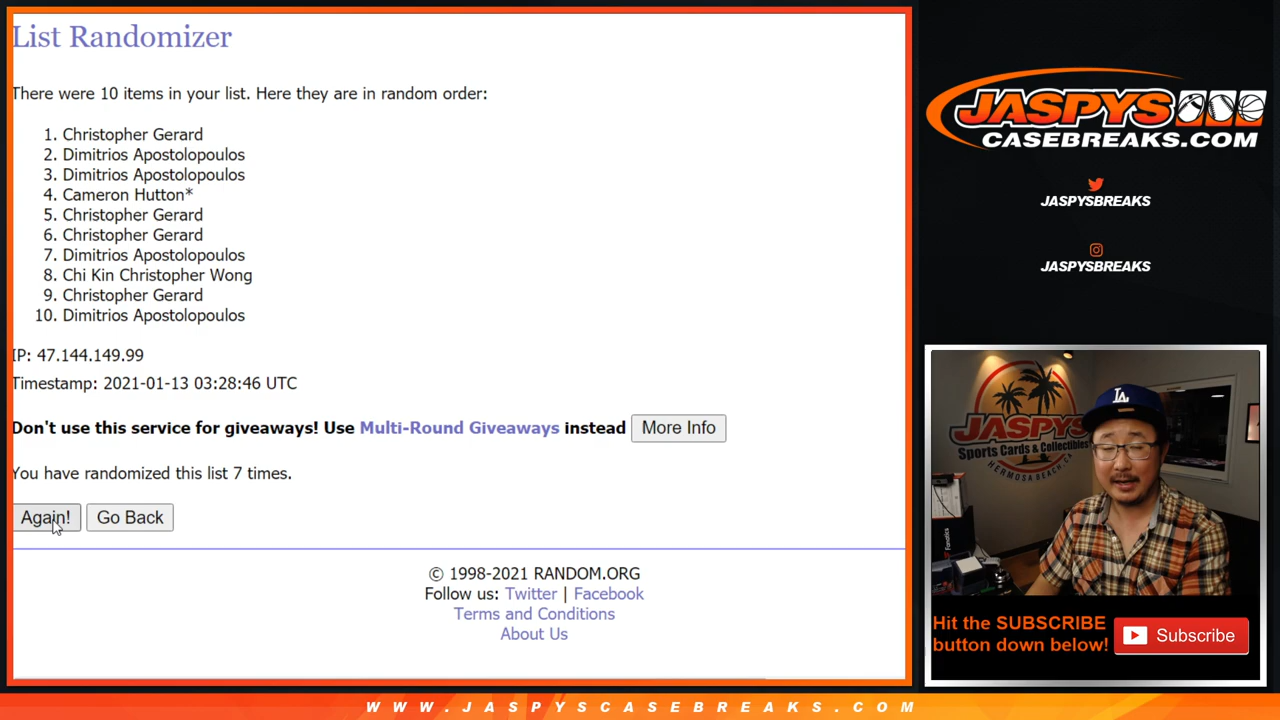 List Randomizer
There were 10 items in your list. Here they are in random order:
1. Christopher Gerard
2. Dimitrios Apostolopoulos
3. Dimitrios Apostolopoulos
4. Cameron Hutton*
5. Christopher Gerard
6. Christopher Gerard
7. Dimitrios Apostolopoulos
8. Chi Kin Christopher Wong
9. Christopher Gerard
10. Dimitrios Apostolopoulos
IP: 47.144.149.99
Timestamp: 2021-01-13 03:28:46 UTC
Don't use this service for giveaways! Use Multi-Round Giveaways instead More Info
You have randomized this list 7 times.
Again! Go Back
© 1998-2021 RANDOM.ORG
Follow us: Twitter | Facebook
Terms and Conditions
About Us
JASPYS
CASEBREAKS.COM
JASPYSBREAKS
JASPYSBREAKS
JASPYS
Sports Cards & Collectibles
HERMOSA BEACH, CA
LA
Fanatics
Hit the SUBSCRIBE
button down below!
Subscribe
WWW.JASPYSCASEBREAKS.COM